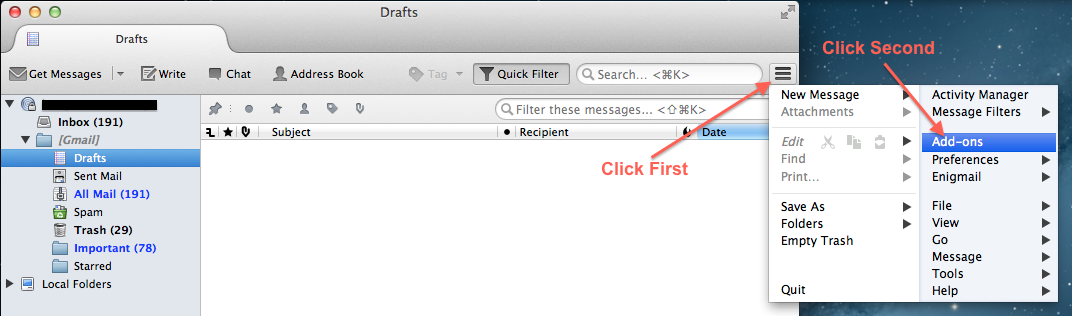 Drafts
Drafts
Click Second
Get Messages Write Chat Address Book Tag Quick Filter Search... <⌘K>
Filter these messages... <⇧⌘K>
Subject Recipient Date
Inbox (191)
[Gmail]
Drafts
Sent Mail
All Mail (191)
Spam
Trash (29)
Important (78)
Starred
Local Folders
Click First
New Message
Attachments
Edit
Find
Print...
Save As
Folders
Empty Trash
Quit
Activity Manager
Message Filters
Add-ons
Preferences
Enigmail
File
View
Go
Message
Tools
Help